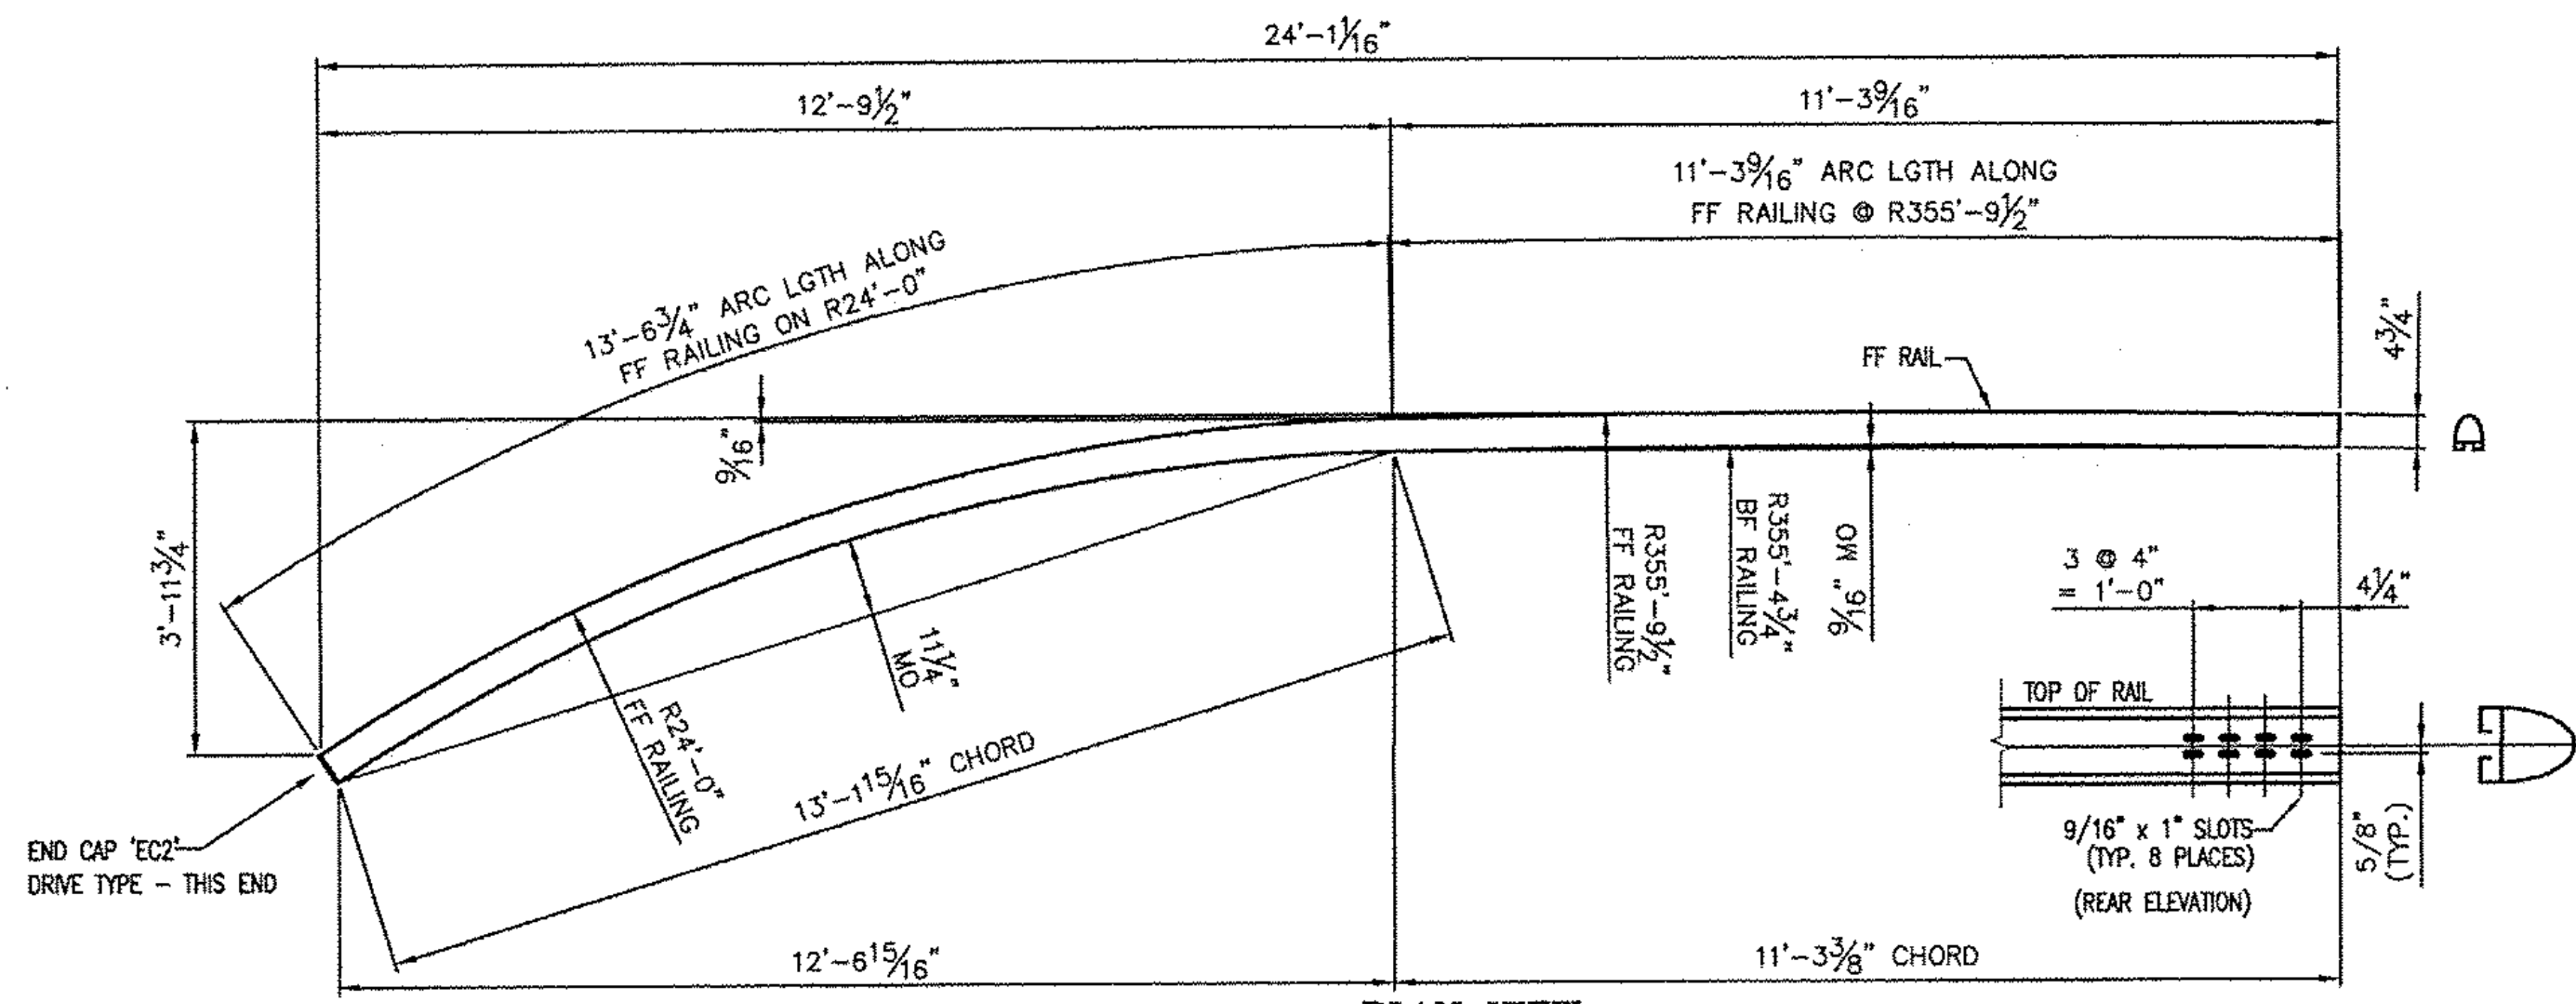 24'-1 1/16"
12'-9 1/2"
11'-3 9/16"
11'-3 9/16" ARC LGTH ALONG
FF RAILING @ R355'-9 1/2"
13'-6 3/4" ARC LGTH ALONG
FF RAILING ON R24'-0"
4 3/4"
FF RAIL
9/16"
3'-11 3/4"
R355'-9 1/2"
FF RAILING
R355'-4 3/4"
BF RAILING
9/16" MO
3 @ 4"
= 1'-0"
4 1/4"
11 1/4"
MO
R24'-0"
FF RAILING
13'-1 15/16" CHORD
TOP OF RAIL
9/16" x 1" SLOTS
(TYP. 8 PLACES)
(REAR ELEVATION)
5/8"
(TYP.)
END CAP 'EC2'
DRIVE TYPE - THIS END
12'-6 15/16"
11'-3 3/8" CHORD